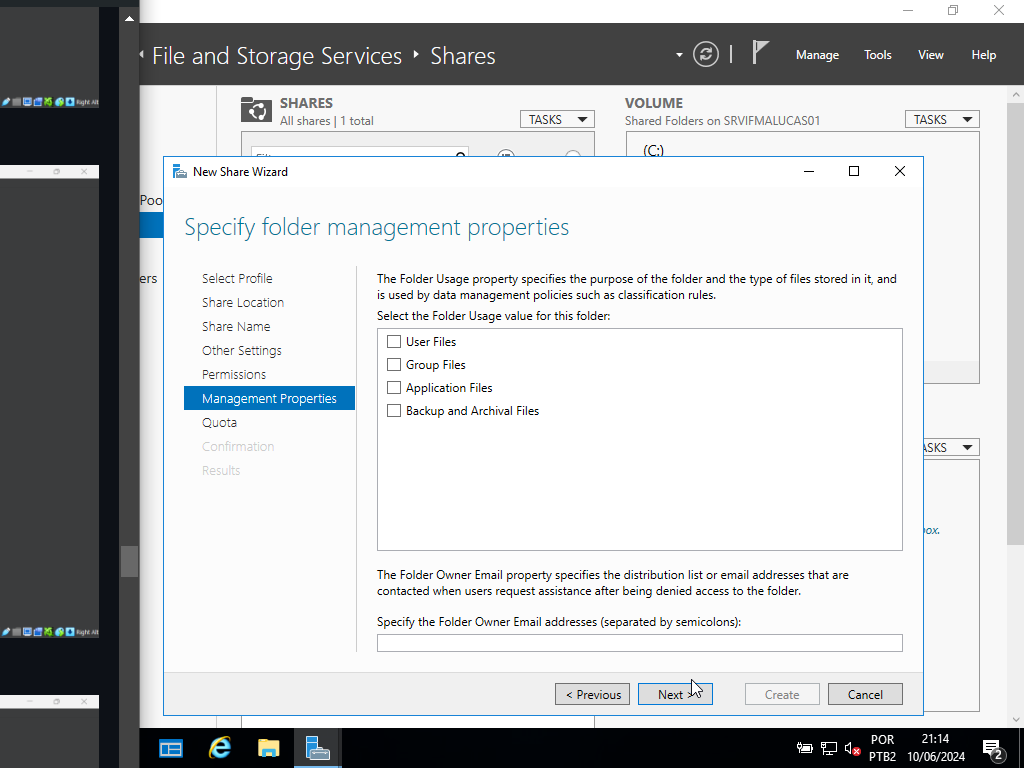 File and Storage Services ‣ Shares
Manage Tools View Help
SHARES
All shares | 1 total
TASKS
VOLUME
Shared Folders on SRVIFMALUCAS01
TASKS
(C:)
New Share Wizard
Specify folder management properties
Select Profile
Share Location
Share Name
Other Settings
Permissions
Management Properties
Quota
Confirmation
Results
The Folder Usage property specifies the purpose of the folder and the type of files stored in it, and
is used by data management policies such as classification rules.
Select the Folder Usage value for this folder:
User Files
Group Files
Application Files
Backup and Archival Files
The Folder Owner Email property specifies the distribution list or email addresses that are
contacted when users request assistance after being denied access to the folder.
Specify the Folder Owner Email addresses (separated by semicolons):
< Previous
Next >
Create
Cancel
Poo
ers
ASKS
box.
Right Alt
Right Alt
POR
PTB2
21:14
10/06/2024
2